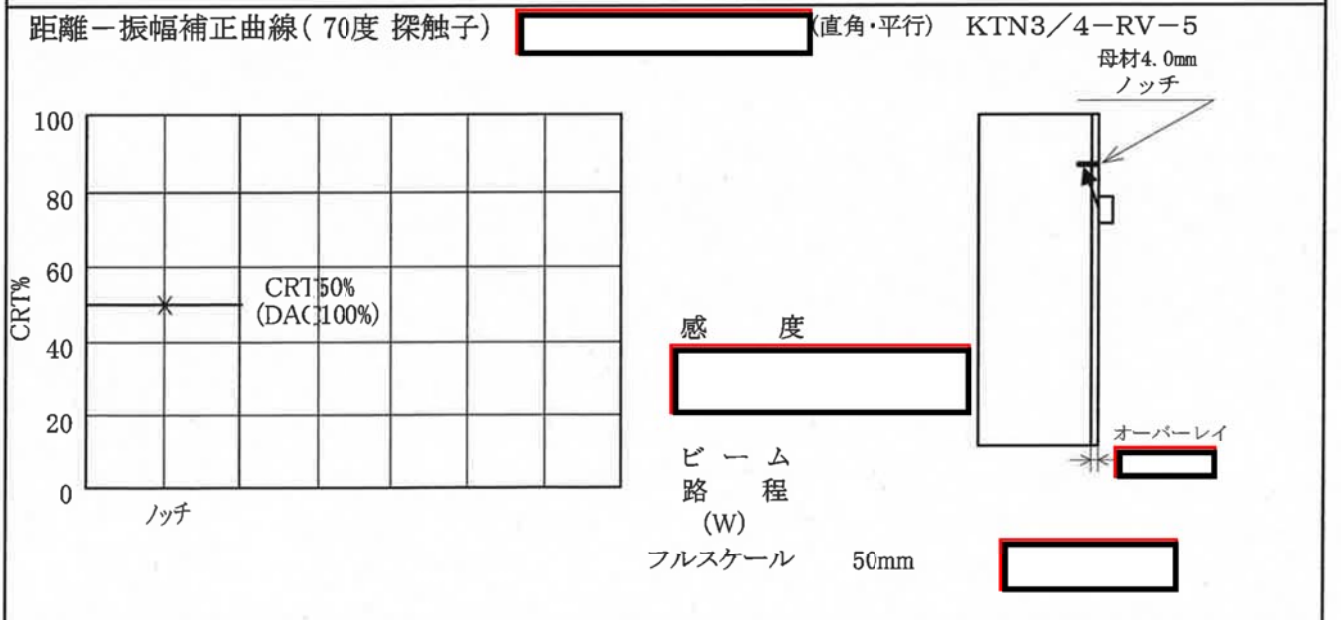 距離－振幅補正曲線( 70度 探触子) (直角･平行) KTN3／4－RV－5
母材4.0㎜
ノッチ
100
80
60
40
20
0
CRT%
CRT50%
(DAC100%)
ノッチ
感 度
ビ ー ム
路 程
(W)
フルスケール 50mm
オーバーレイ